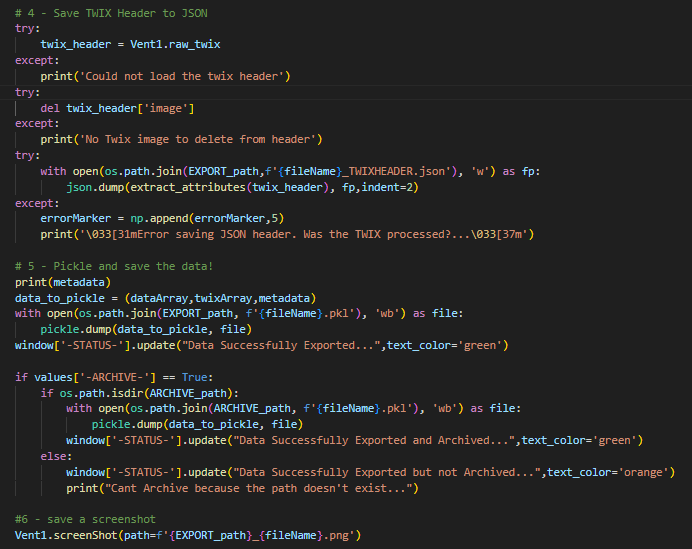 # 4 - Save TWIX Header to JSON
try:
    twix_header = Vent1.raw_twix
except:
    print('Could not load the twix header')
try:
    del twix_header['image']
except:
    print('No Twix image to delete from header')
try:
    with open(os.path.join(EXPORT_path,f'{fileName}_TWIXHEADER.json'), 'w') as fp:
        json.dump(extract_attributes(twix_header), fp,indent=2)
except:
    errorMarker = np.append(errorMarker,5)
    print('\033[31mError saving JSON header. Was the TWIX processed?...\033[37m')

# 5 - Pickle and save the data!
print(metadata)
data_to_pickle = (dataArray,twixArray,metadata)
with open(os.path.join(EXPORT_path, f'{fileName}.pkl'), 'wb') as file:
    pickle.dump(data_to_pickle, file)
window['-STATUS-'].update("Data Successfully Exported...",text_color='green')

if values['-ARCHIVE-'] == True:
    if os.path.isdir(ARCHIVE_path):
        with open(os.path.join(ARCHIVE_path, f'{fileName}.pkl'), 'wb') as file:
            pickle.dump(data_to_pickle, file)
        window['-STATUS-'].update("Data Successfully Exported and Archived...",text_color='green')
    else:
        window['-STATUS-'].update("Data Successfully Exported but not Archived...",text_color='orange')
        print("Cant Archive because the path doesn't exist...")

#6 - save a screenshot
Vent1.screenShot(path=f'{EXPORT_path}_{fileName}.png')